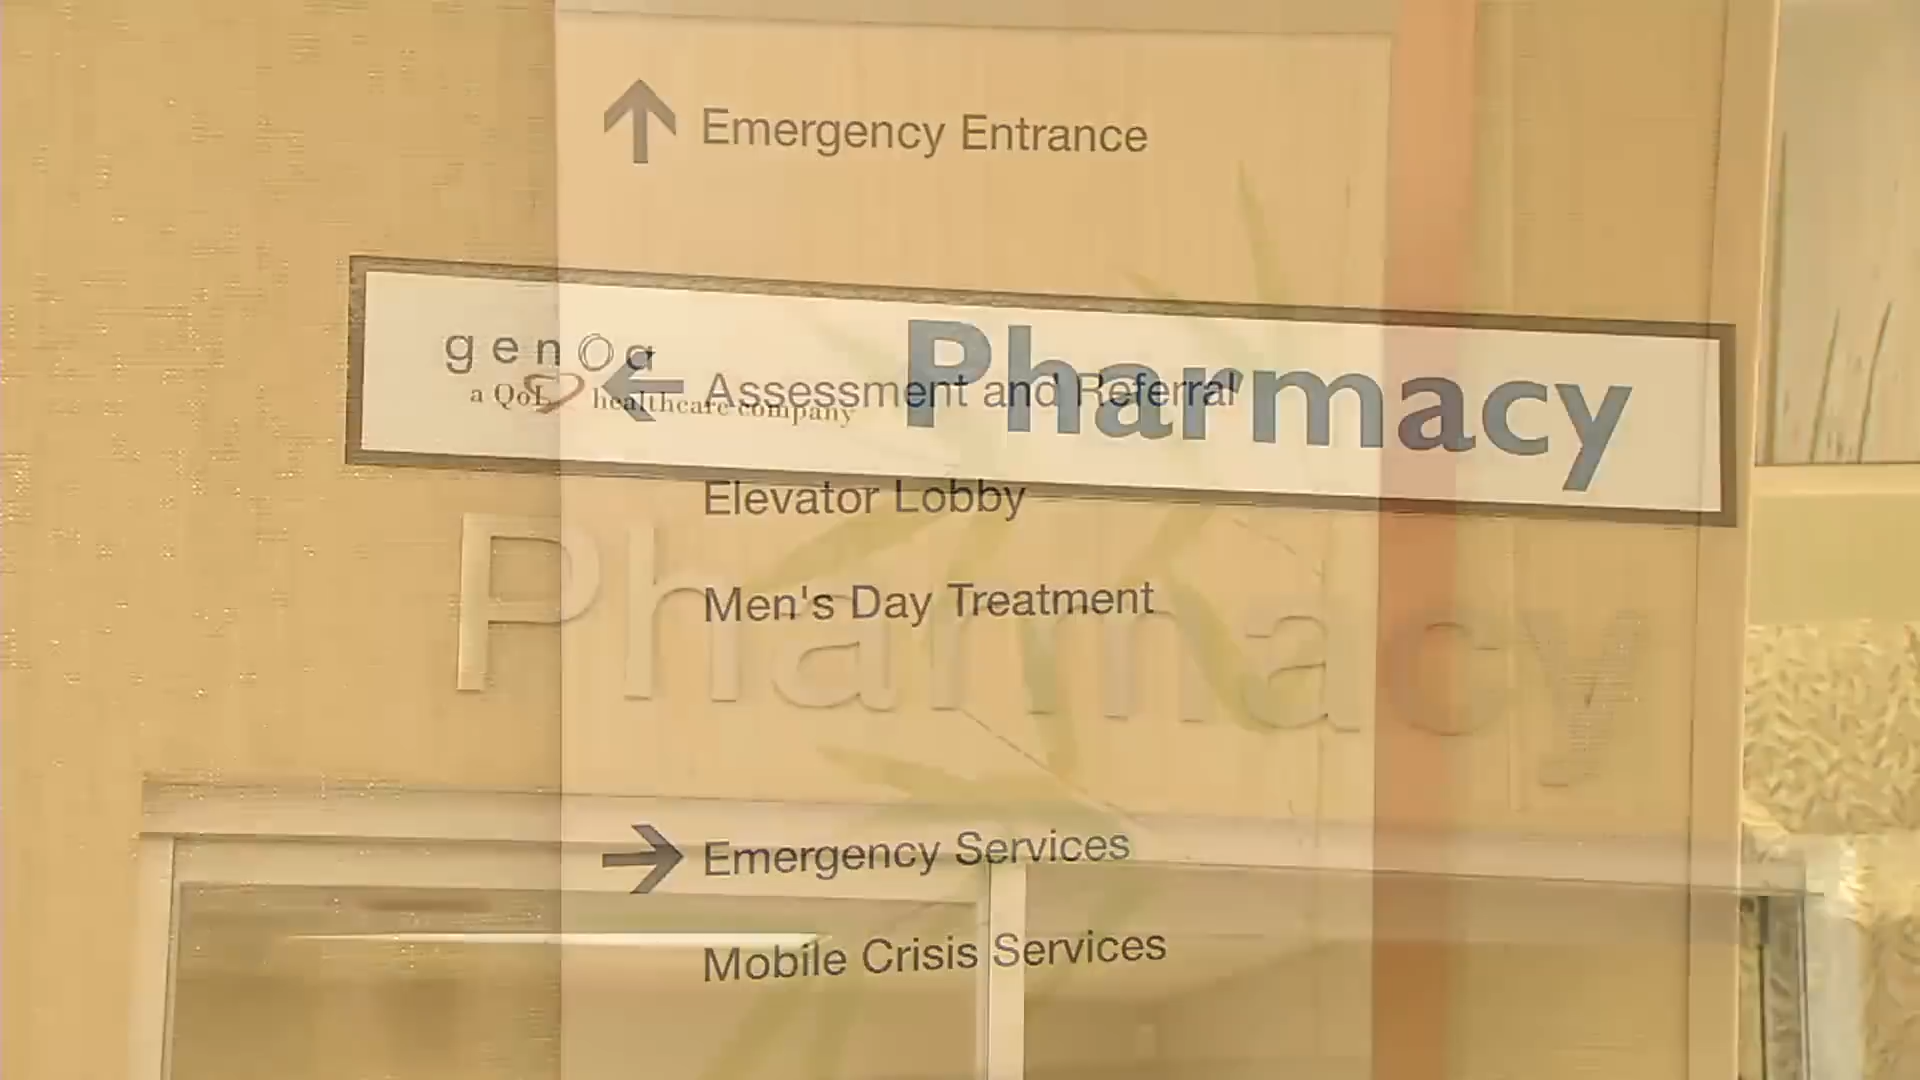 Emergency Entrance
genoa
a QoL healthcare company
Pharmacy
Assessment and Referral
Elevator Lobby
Men's Day Treatment
Pharmacy
Emergency Services
Mobile Crisis Services